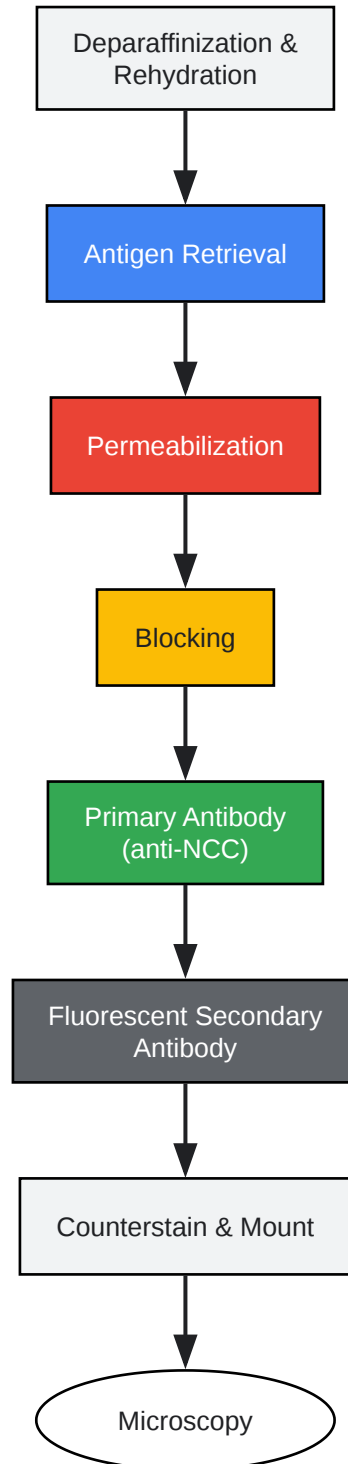 Deparaffinization &
Rehydration
Antigen Retrieval
Permeabilization
Blocking
Primary Antibody
(anti-NCC)
Fluorescent Secondary
Antibody
Counterstain & Mount
Microscopy